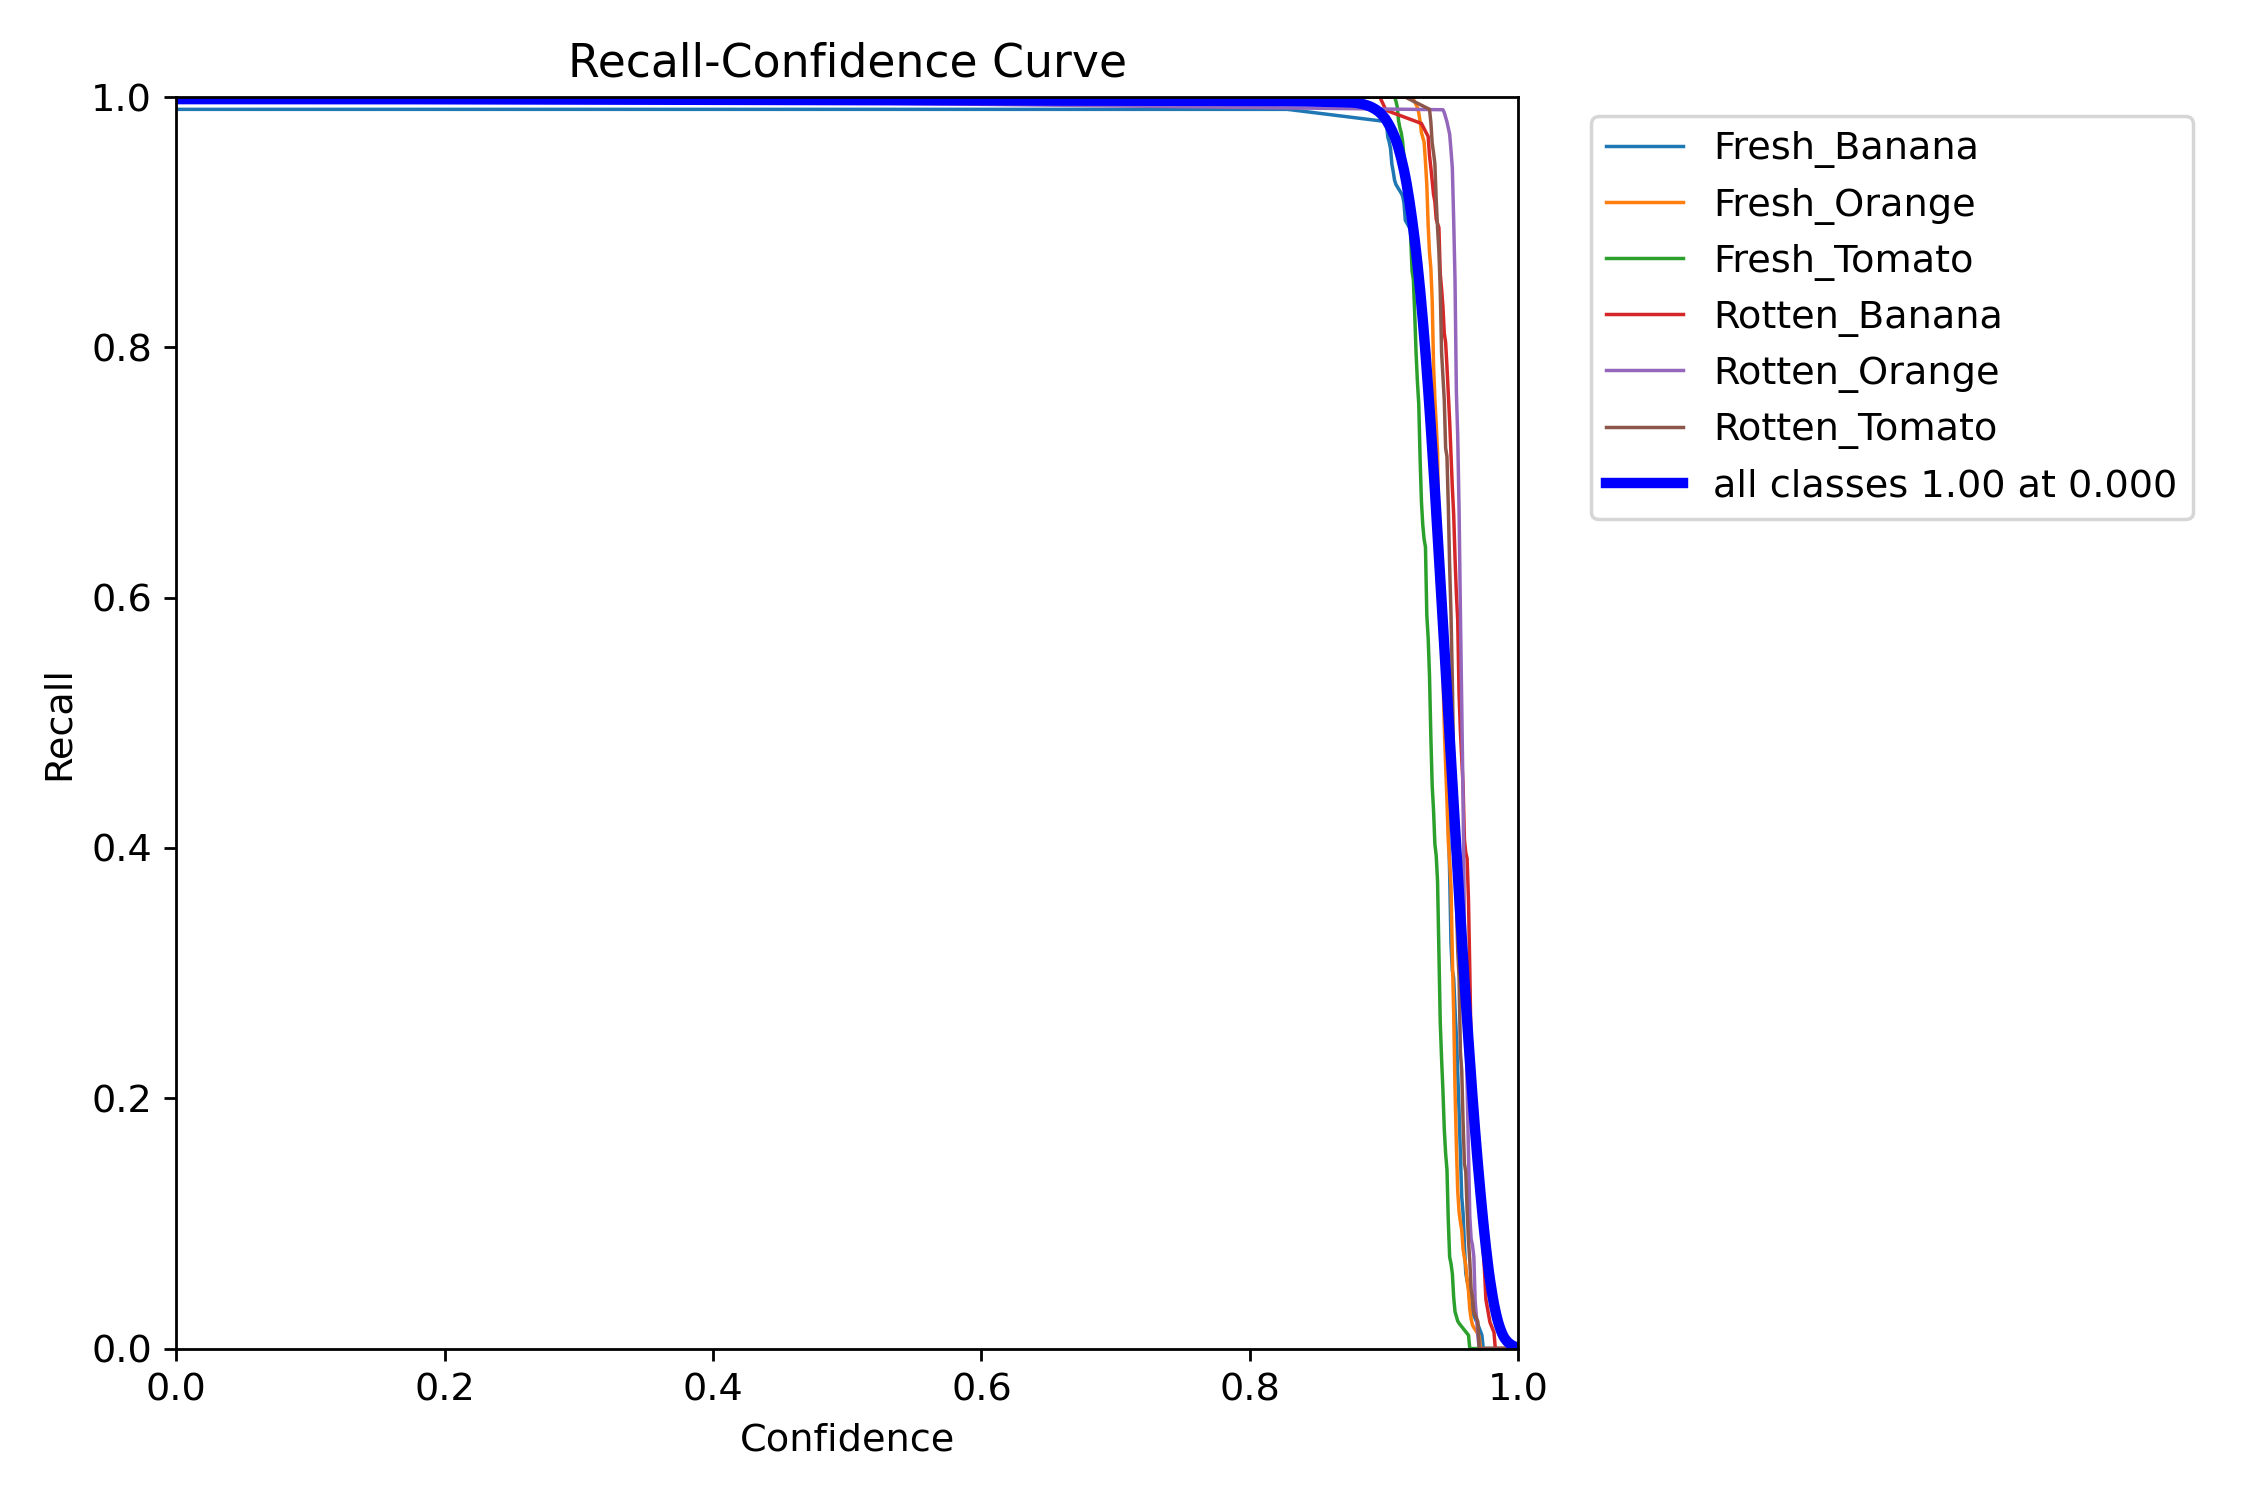 Recall-Confidence Curve
1.0
0.8
0.6
0.4
0.2
0.0
Recall
0.0 0.2 0.4 0.6 0.8 1.0
Confidence
Fresh_Banana
Fresh_Orange
Fresh_Tomato
Rotten_Banana
Rotten_Orange
Rotten_Tomato
all classes 1.00 at 0.000